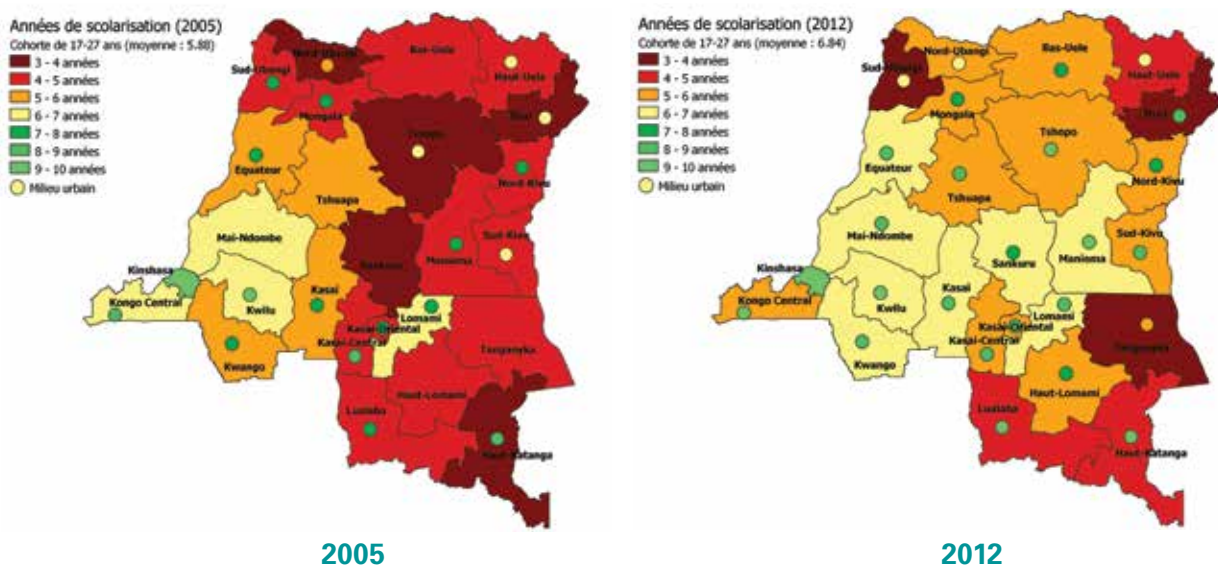 Années de scolarisation (2005)
Cohorte de 17-27 ans (moyenne : 5.88)
3 - 4 années
4 - 5 années
5 - 6 années
6 - 7 années
7 - 8 années
8 - 9 années
9 - 10 années
Milieu urbain
Nord-Ubangi
Bas-Uele
Sud-Ubangi
Haut-Uele
Mongala
Ituri
Tshopo
Equateur
Nord-Kivu
Tshuapa
Mai-Ndombe
Sud-Kivu
Maniema
Sankuru
Kinshasa
Kasai
Kongo Central
Kwilu
Lomami
Kasai-Oriental
Kasai-Central
Kwango
Tanganyka
Haut-Lomami
Lualaba
Haut-Katanga
2005
Années de scolarisation (2012)
Cohorte de 17-27 ans (moyenne : 6.84)
3 - 4 années
4 - 5 années
5 - 6 années
6 - 7 années
7 - 8 années
8 - 9 années
9 - 10 années
Milieu urbain
Nord-Ubangi
Bas-Uele
Sud-Ubangi
Haut-Uele
Mongala
Ituri
Tshopo
Equateur
Nord-Kivu
Tshuapa
Mai-Ndombe
Sud-Kivu
Sankuru
Maniema
Kinshasa
Kasai
Kongo Central
Kwilu
Lomami
Kasai-Oriental
Kasai-Central
Kwango
Tanganyka
Haut-Lomami
Lualaba
Haut-Katanga
2012